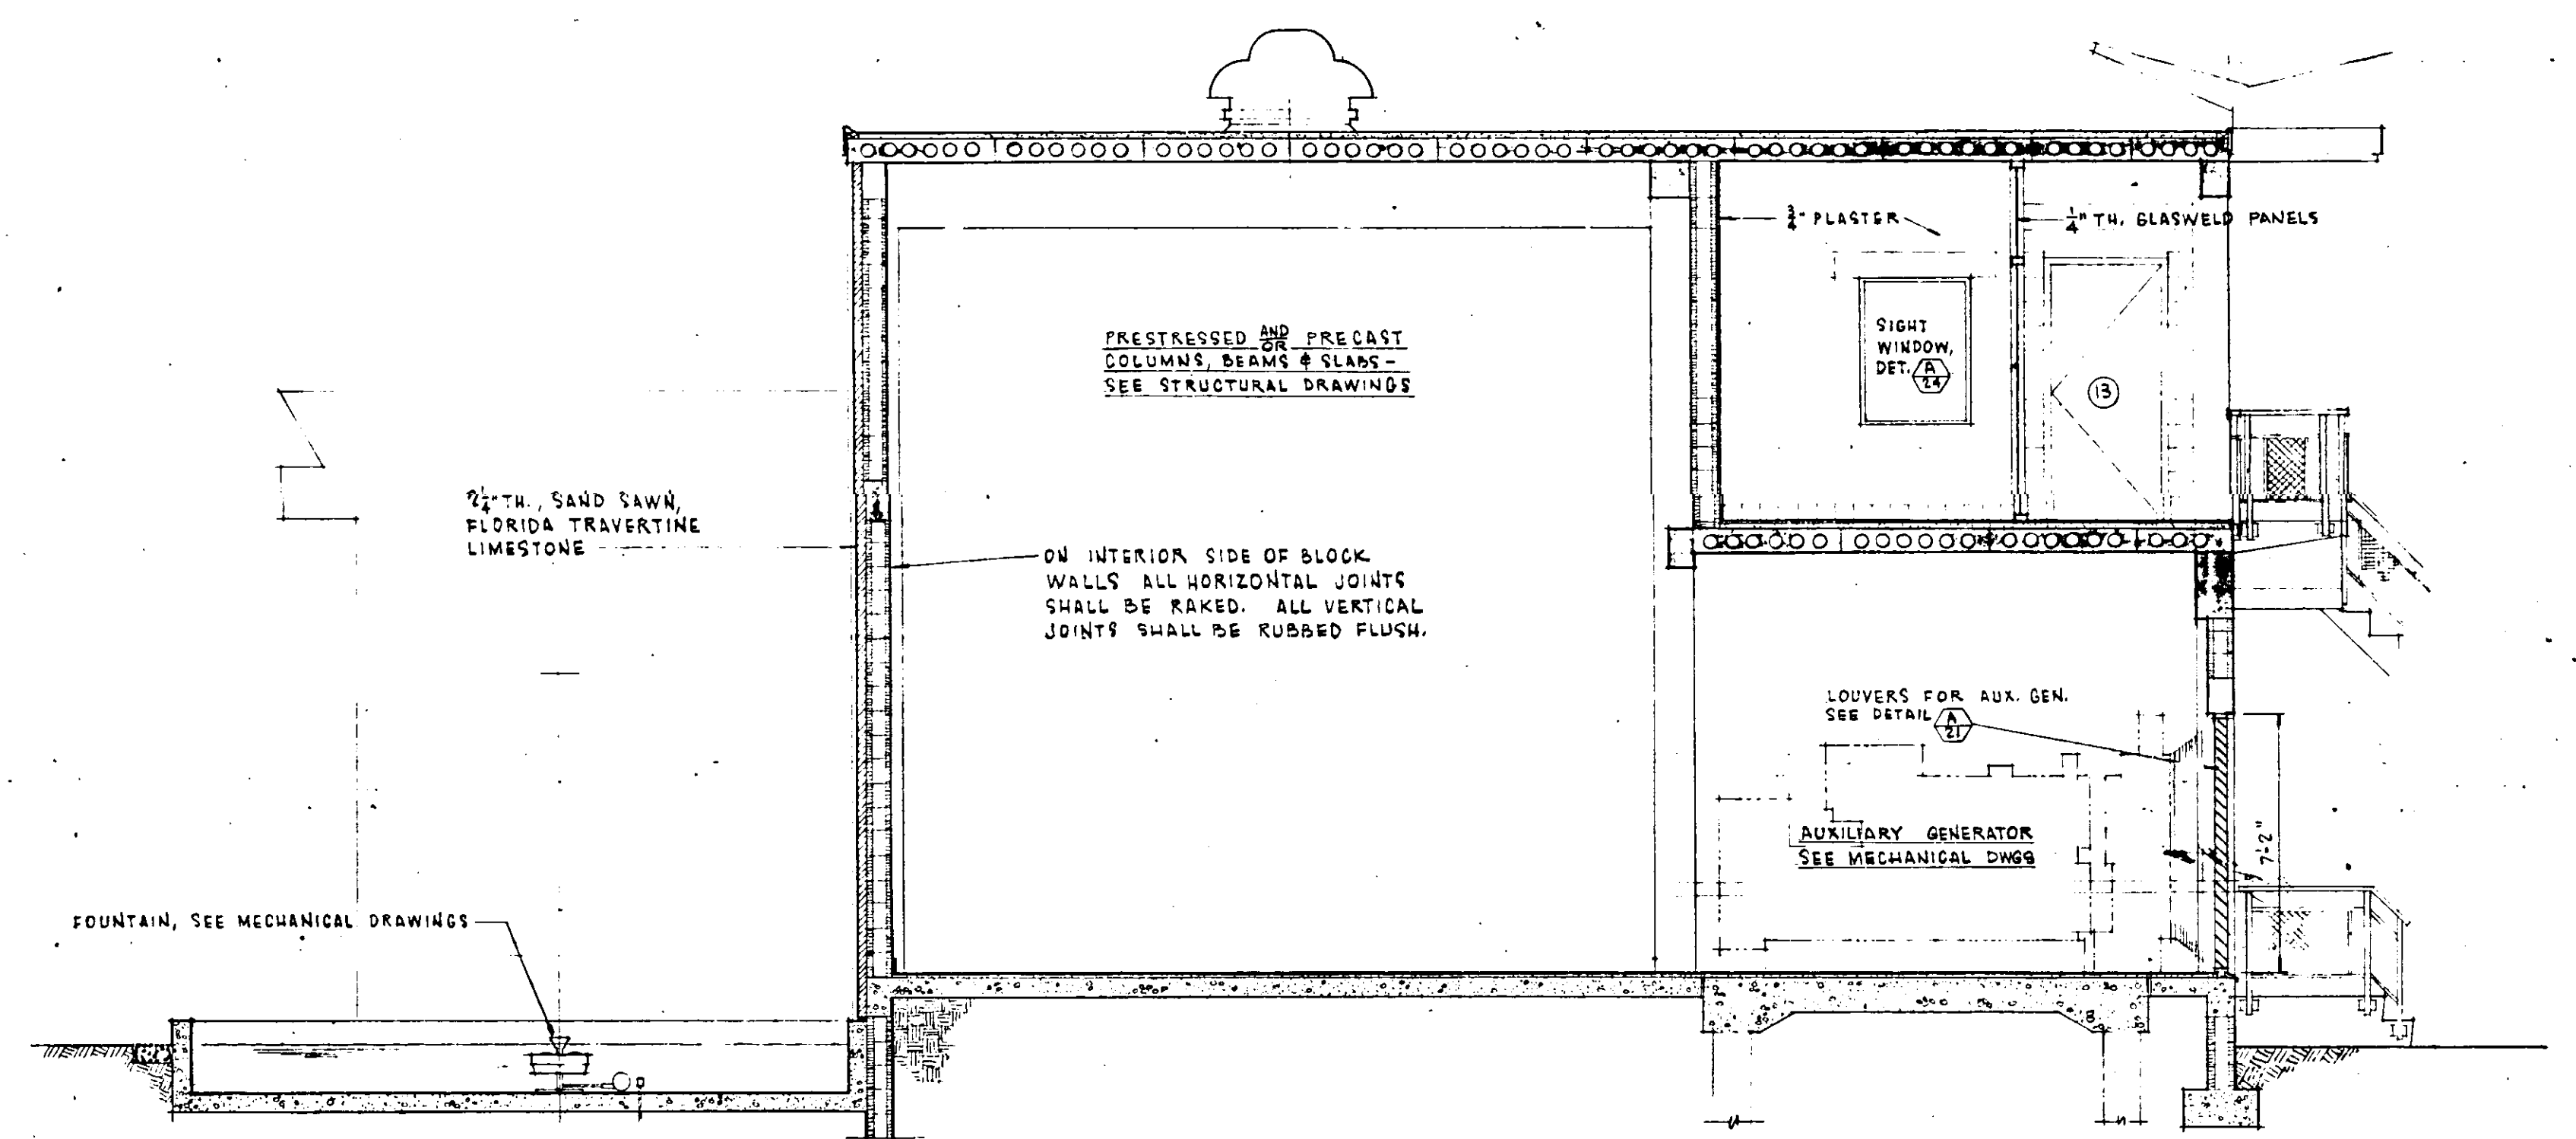 3/4" PLASTER
1/4" TH. GLASWELD PANELS
PRESTRESSED AND/OR PRECAST
COLUMNS, BEAMS & SLABS -
SEE STRUCTURAL DRAWINGS
SIGHT
WINDOW,
DET. A/24
13
2 1/4" TH., SAND SAWN,
FLORIDA TRAVERTINE
LIMESTONE
ON INTERIOR SIDE OF BLOCK
WALLS ALL HORIZONTAL JOINTS
SHALL BE RAKED. ALL VERTICAL
JOINTS SHALL BE RUBBED FLUSH.
LOUVERS FOR AUX. GEN.
SEE DETAIL A/21
AUXILIARY GENERATOR
SEE MECHANICAL DWGS
7'-2"
FOUNTAIN, SEE MECHANICAL DRAWINGS